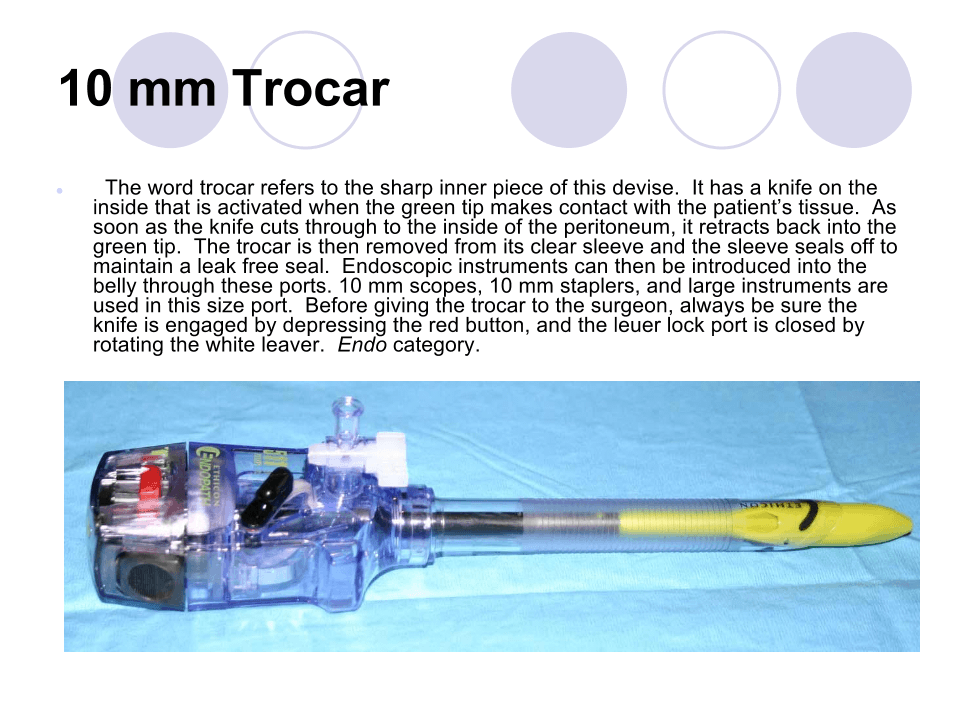 10 mm Trocar
The word trocar refers to the sharp inner piece of this devise.  It has a knife on the
inside that is activated when the green tip makes contact with the patient’s tissue.  As
soon as the knife cuts through to the inside of the peritoneum, it retracts back into the
green tip.  The trocar is then removed from its clear sleeve and the sleeve seals off to
maintain a leak free seal.  Endoscopic instruments can then be introduced into the
belly through these ports. 10 mm scopes, 10 mm staplers, and large instruments are
used in this size port.  Before giving the trocar to the surgeon, always be sure the
knife is engaged by depressing the red button, and the leuer lock port is closed by
rotating the white leaver.  Endo category.
ETHICON
ENDOPATH
ETHICON